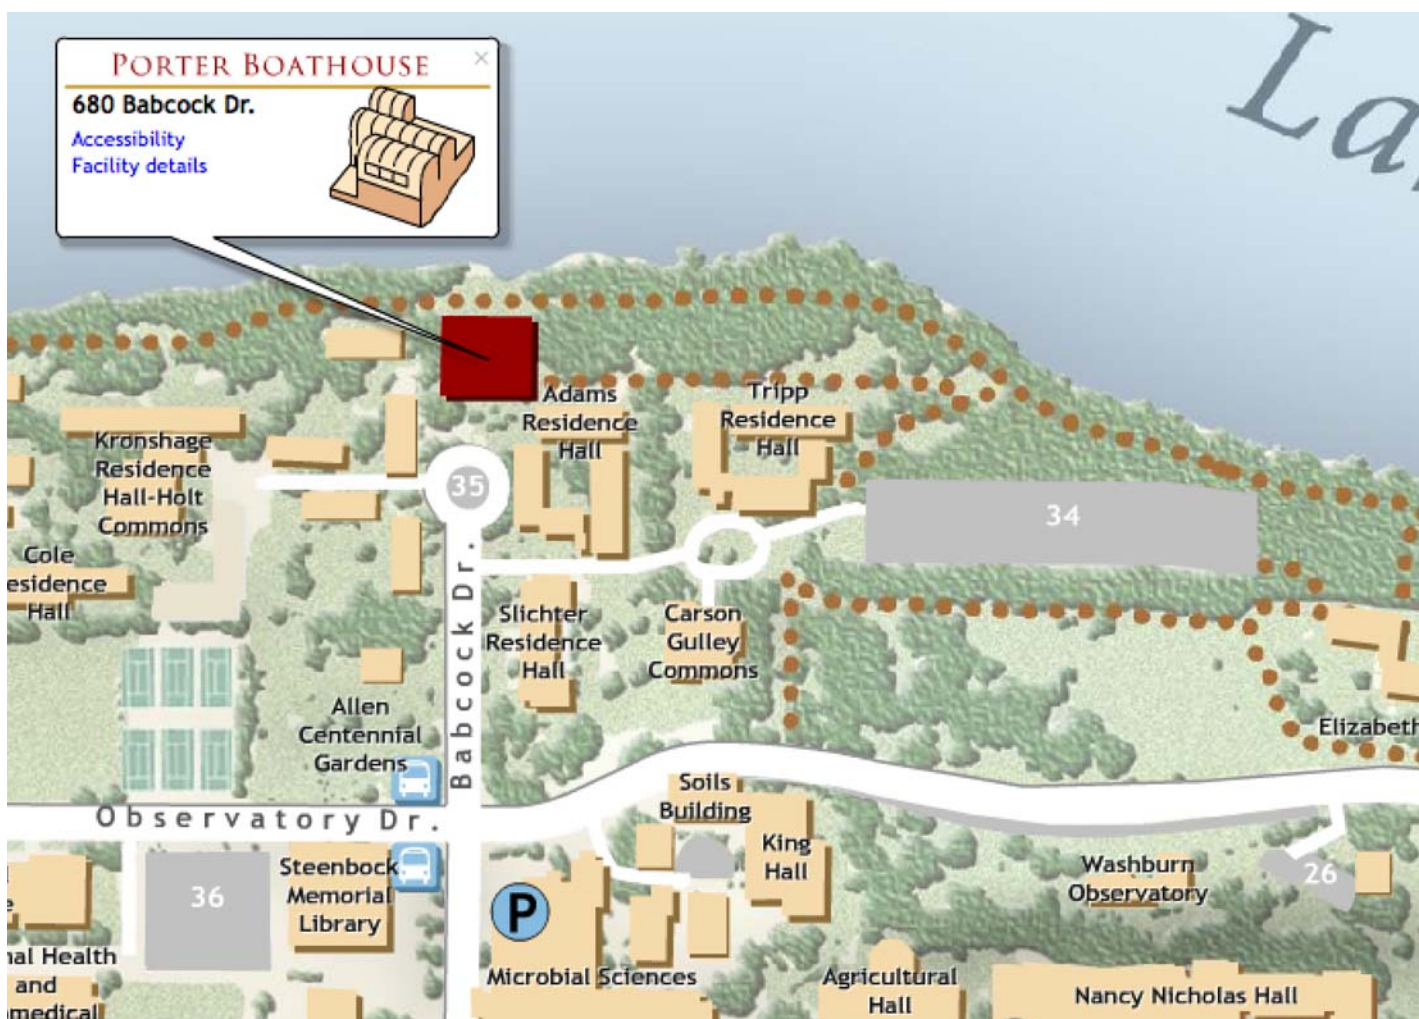 PORTER BOATHOUSE
×
680 Babcock Dr.
Accessibility
Facility details
La
Adams
Residence
Hall
Tripp
Residence
Hall
Kronshage
Residence
Hall-Holt
Commons
35
34
Cole
esidence
Hall
Babcock Dr.
Slichter
Residence
Hall
Carson
Gulley
Commons
Allen
Centennial
Gardens
Elizabeth
Soils
Building
Observatory Dr.
King
Hall
Washburn
Observatory
26
36
Steenbock
Memorial
Library
P
nal Health
and
medical
Microbial Sciences
Agricultural
Hall
Nancy Nicholas Hall